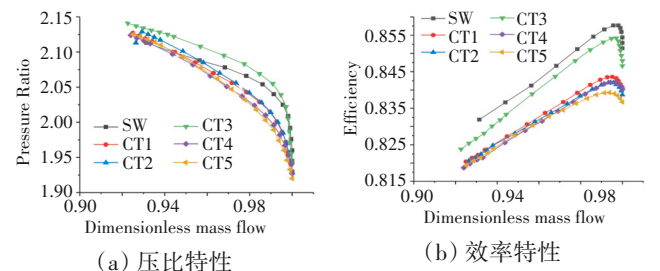 2.15
2.10
2.05
2.00
1.95
1.90
Pressure Ratio
SW
CT3
CT1
CT4
CT2
CT5
0.90
0.94
0.98
Dimensionless mass flow
(a)压比特性
0.855
0.845
0.835
0.825
0.815
Efficiency
SW
CT3
CT1
CT4
CT2
CT5
0.90
0.94
0.98
Dimensionless mass flow
(b)效率特性